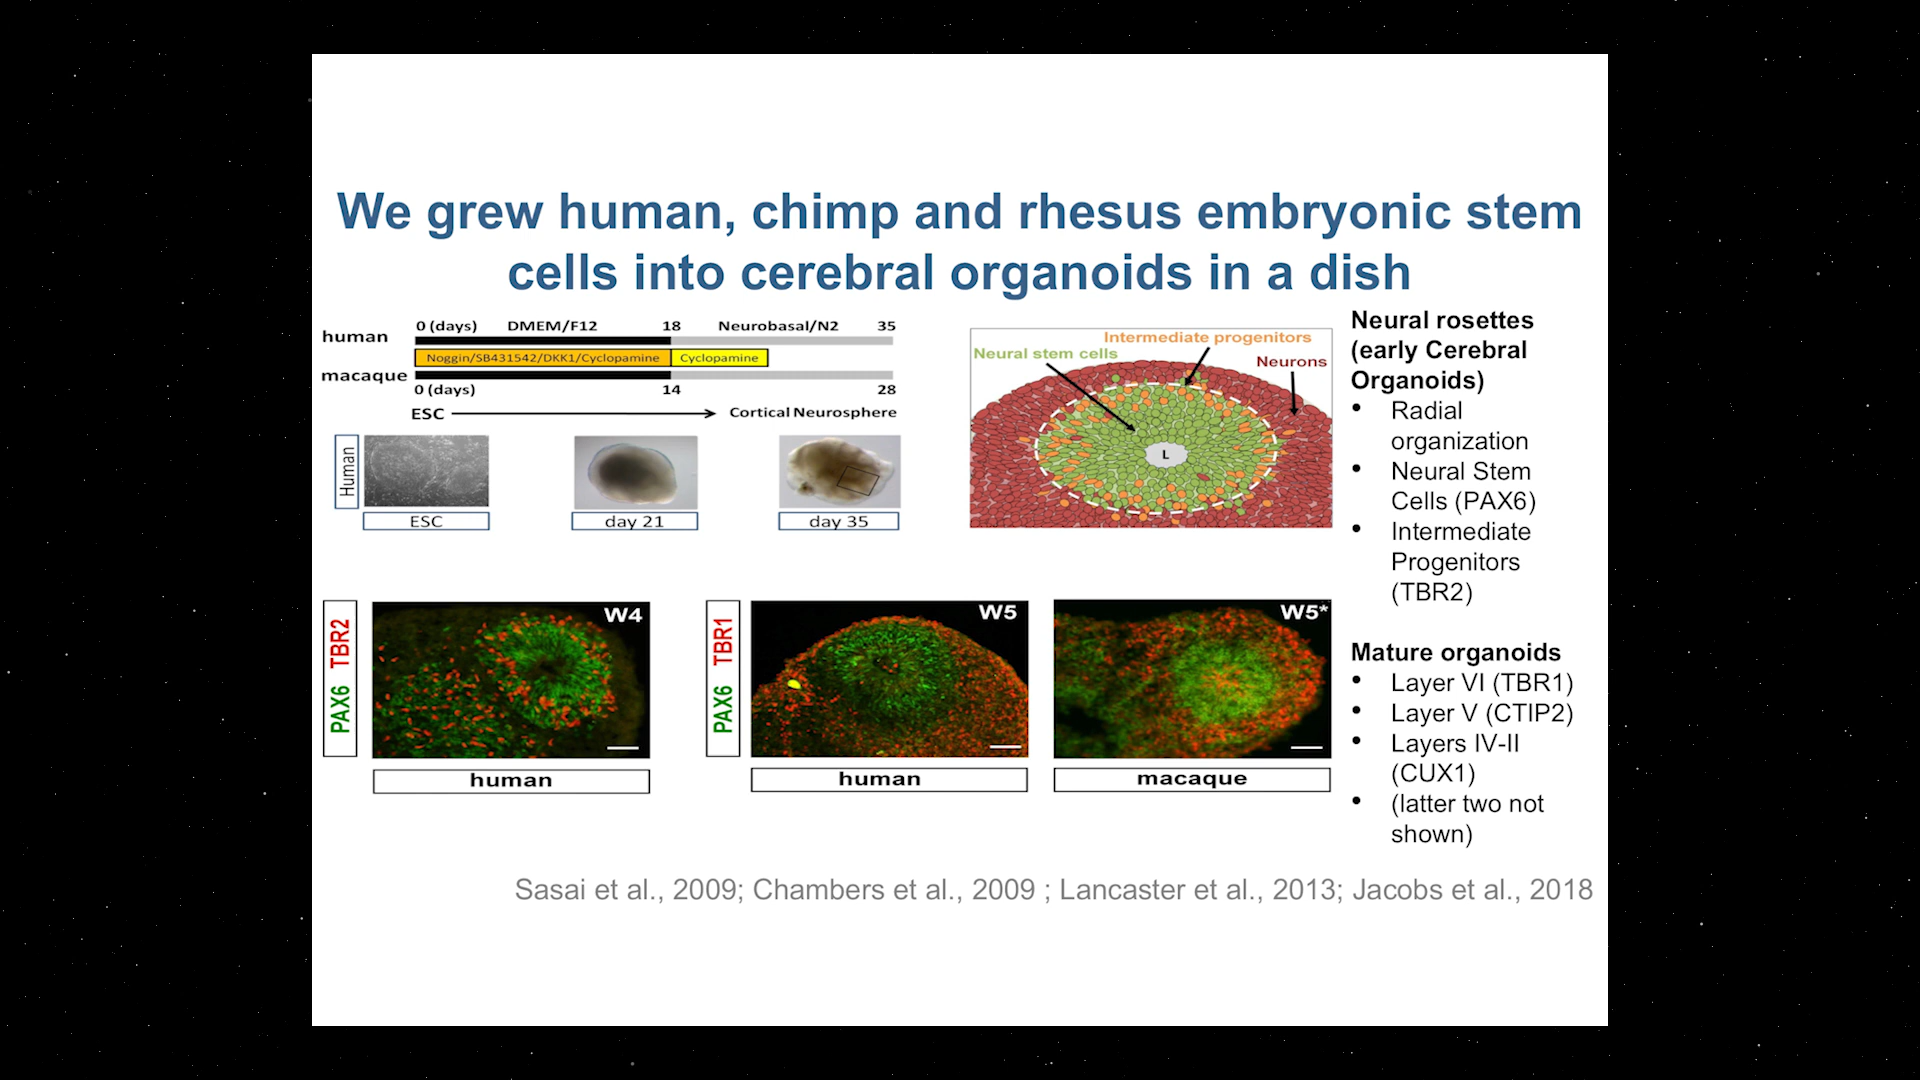 We grew human, chimp and rhesus embryonic stem
cells into cerebral organoids in a dish
human
0 (days) DMEM/F12 18 Neurobasal/N2 35
Noggin/SB431542/DKK1/Cyclopamine Cyclopamine
macaque
0 (days) 14 28
ESC Cortical Neurosphere
Human
ESC
day 21
day 35
Intermediate progenitors
Neural stem cells
Neurons
L
Neural rosettes
(early Cerebral
Organoids)
• Radial
organization
• Neural Stem
Cells (PAX6)
• Intermediate
Progenitors
(TBR2)
PAX6 TBR2
W4
human
PAX6 TBR1
W5
human
W5*
macaque
Mature organoids
• Layer VI (TBR1)
• Layer V (CTIP2)
• Layers IV-II
(CUX1)
• (latter two not
shown)
Sasai et al., 2009; Chambers et al., 2009 ; Lancaster et al., 2013; Jacobs et al., 2018